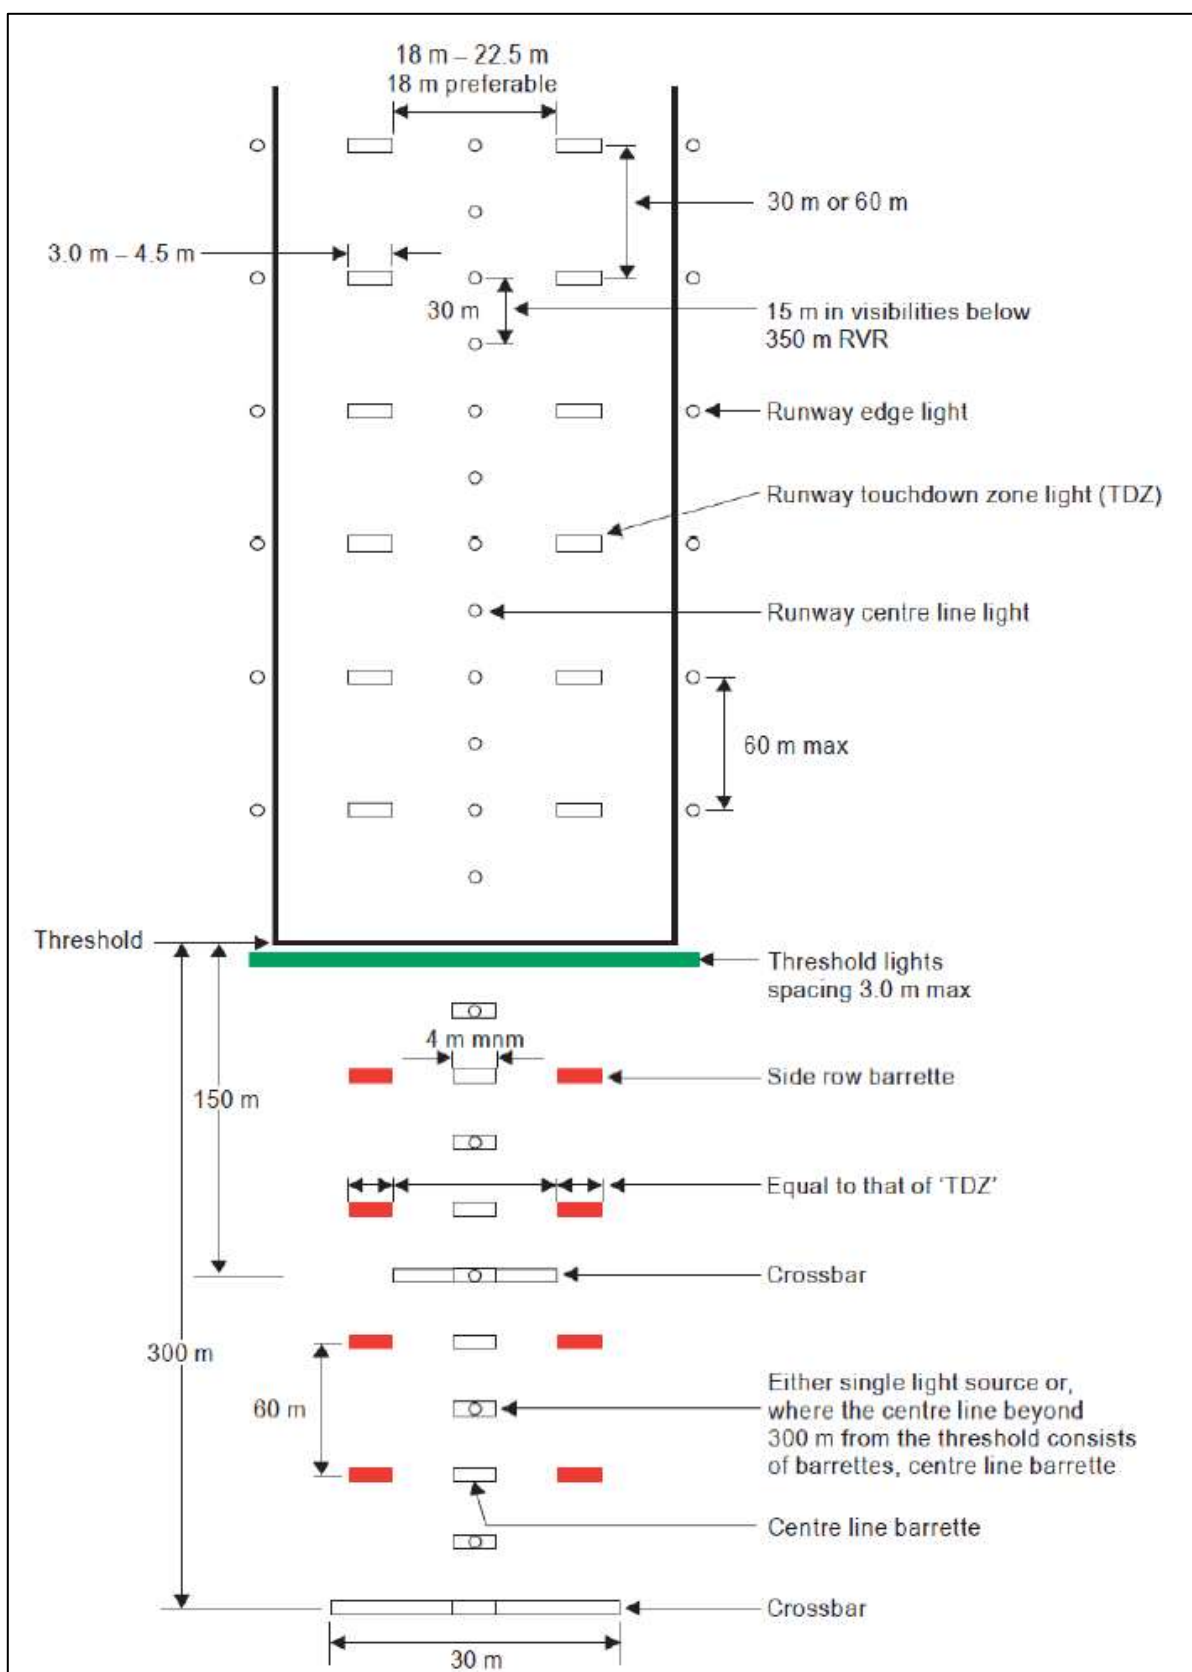 18 m – 22.5 m
18 m preferable
30 m or 60 m
3.0 m – 4.5 m
30 m
15 m in visibilities below
350 m RVR
Runway edge light
Runway touchdown zone light (TDZ)
Runway centre line light
60 m max
Threshold
Threshold lights
spacing 3.0 m max
4 m mnm
Side row barrette
150 m
Equal to that of ‘TDZ’
Crossbar
300 m
60 m
Either single light source or,
where the centre line beyond
300 m from the threshold consists
of barrettes, centre line barrette
Centre line barrette
Crossbar
30 m